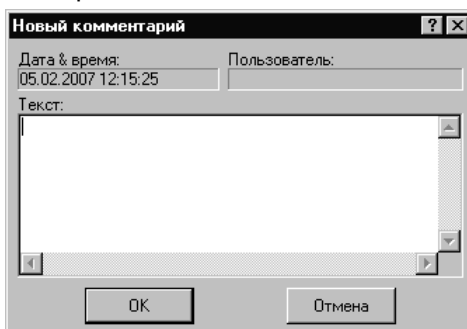 Новый комментарий
Дата & время: Пользователь:
05.02.2007 12:15:25
Текст:
OK Отмена